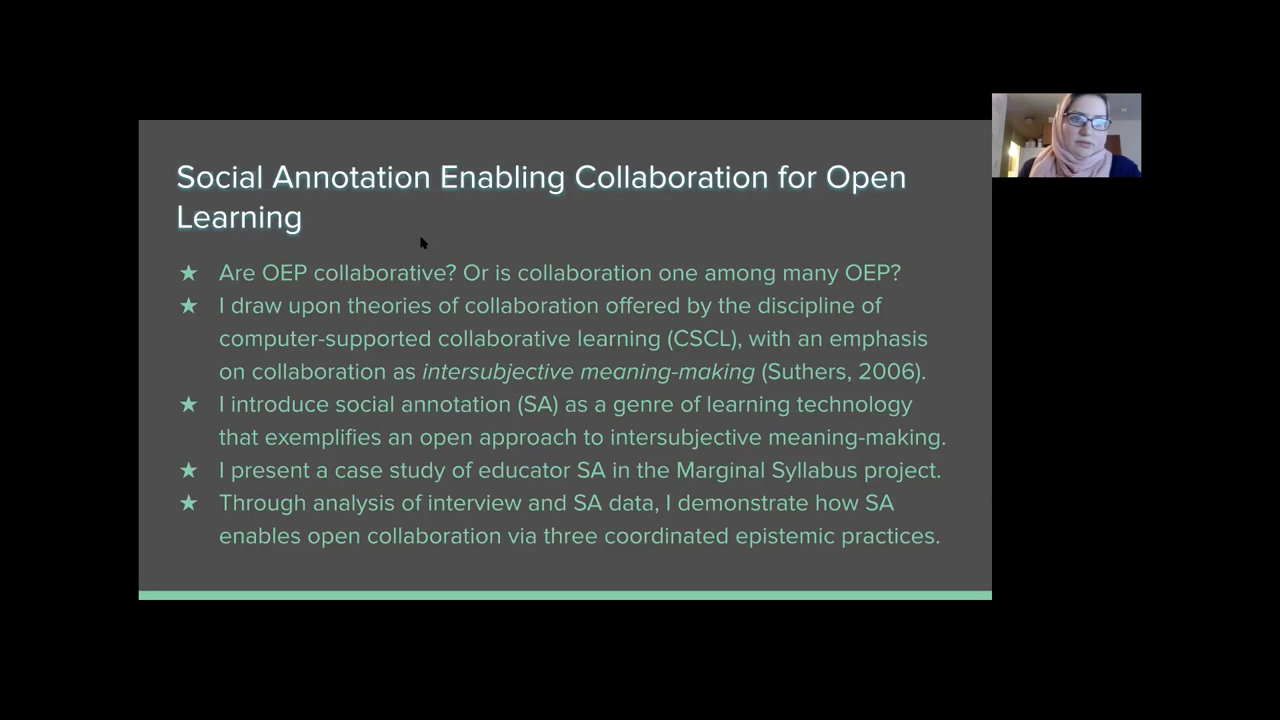 Social Annotation Enabling Collaboration for Open
Learning
★ Are OEP collaborative? Or is collaboration one among many OEP?
★ I draw upon theories of collaboration offered by the discipline of
computer-supported collaborative learning (CSCL), with an emphasis
on collaboration as intersubjective meaning-making (Suthers, 2006).
★ I introduce social annotation (SA) as a genre of learning technology
that exemplifies an open approach to intersubjective meaning-making.
★ I present a case study of educator SA in the Marginal Syllabus project.
★ Through analysis of interview and SA data, I demonstrate how SA
enables open collaboration via three coordinated epistemic practices.